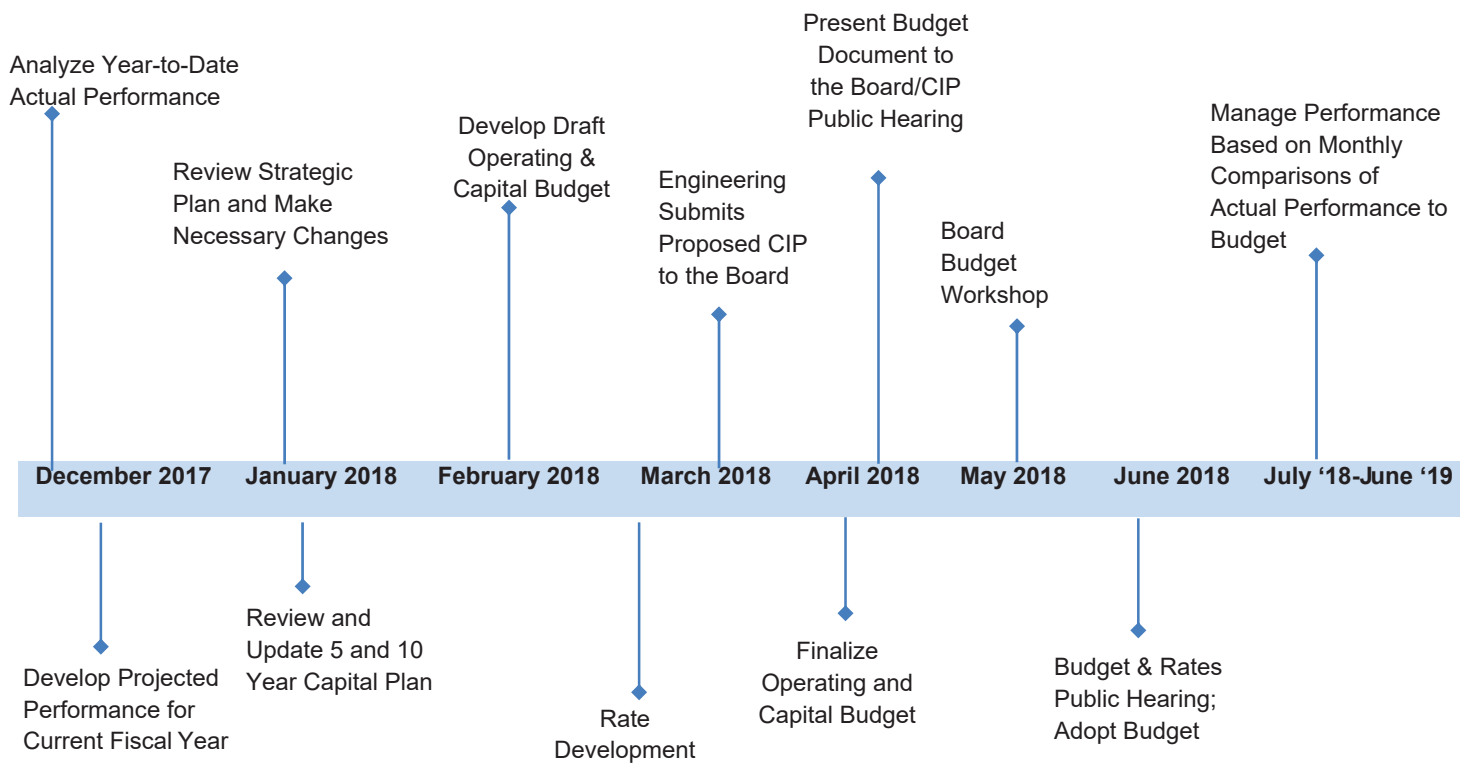 Analyze Year-to-Date
Actual Performance
Review Strategic
Plan and Make
Necessary Changes
Develop Draft
Operating &
Capital Budget
Engineering
Submits
Proposed CIP
to the Board
Present Budget
Document to
the Board/CIP
Public Hearing
Board
Budget
Workshop
Manage Performance
Based on Monthly
Comparisons of
Actual Performance to
Budget
December 2017 January 2018 February 2018 March 2018 April 2018 May 2018 June 2018 July ‘18-June ‘19
Develop Projected
Performance for
Current Fiscal Year
Review and
Update 5 and 10
Year Capital Plan
Rate
Development
Finalize
Operating and
Capital Budget
Budget & Rates
Public Hearing;
Adopt Budget